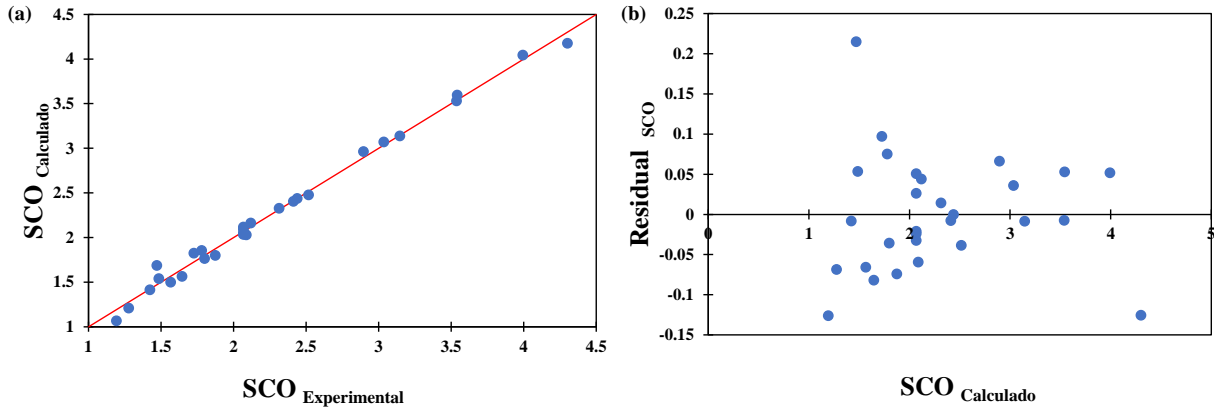 (a)
4.5
4
3.5
3
2.5
2
1.5
1
1 1.5 2 2.5 3 3.5 4 4.5
SCO Calculado
SCO Experimental
(b)
0.25
0.2
0.15
0.1
0.05
0
-0.05
-0.1
-0.15
0 1 2 3 4 5
Residual SCO
SCO Calculado